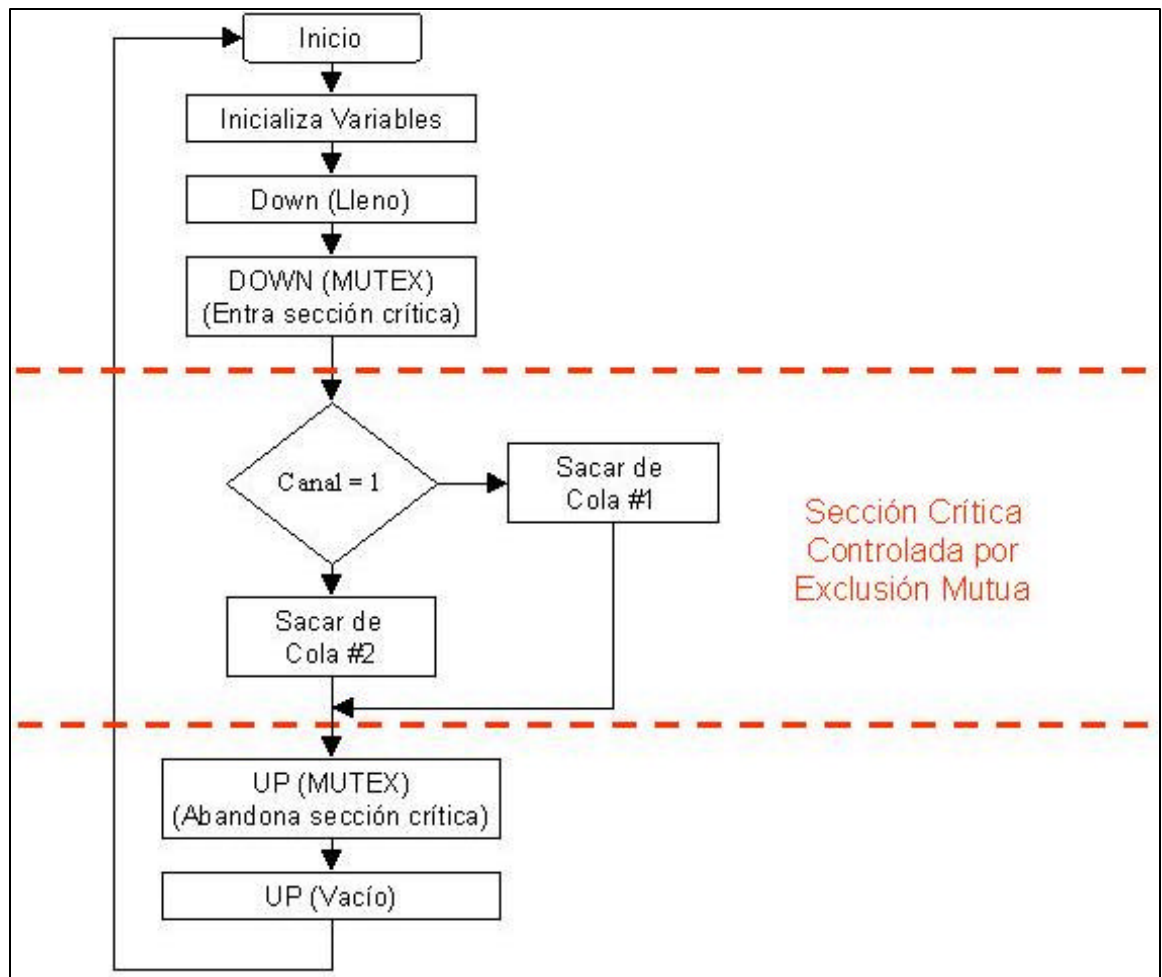 Inicio
Inicializa Variables
Down (Lleno)
DOWN (MUTEX)
(Entra sección crítica)
Canal = 1
Sacar de
Cola #1
Sección Crítica
Controlada por
Exclusión Mutua
Sacar de
Cola #2
UP (MUTEX)
(Abandona sección crítica)
UP (Vacío)